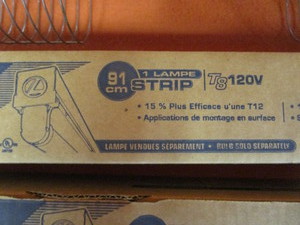 91 cm
1 LAMPE
STRIP
T8 120V
• 15 % Plus Efficace u'une T12
• Applications de montage en surface
LAMPE VENDUES SÉPAREMENT • BULB SOLD SEPARATELY